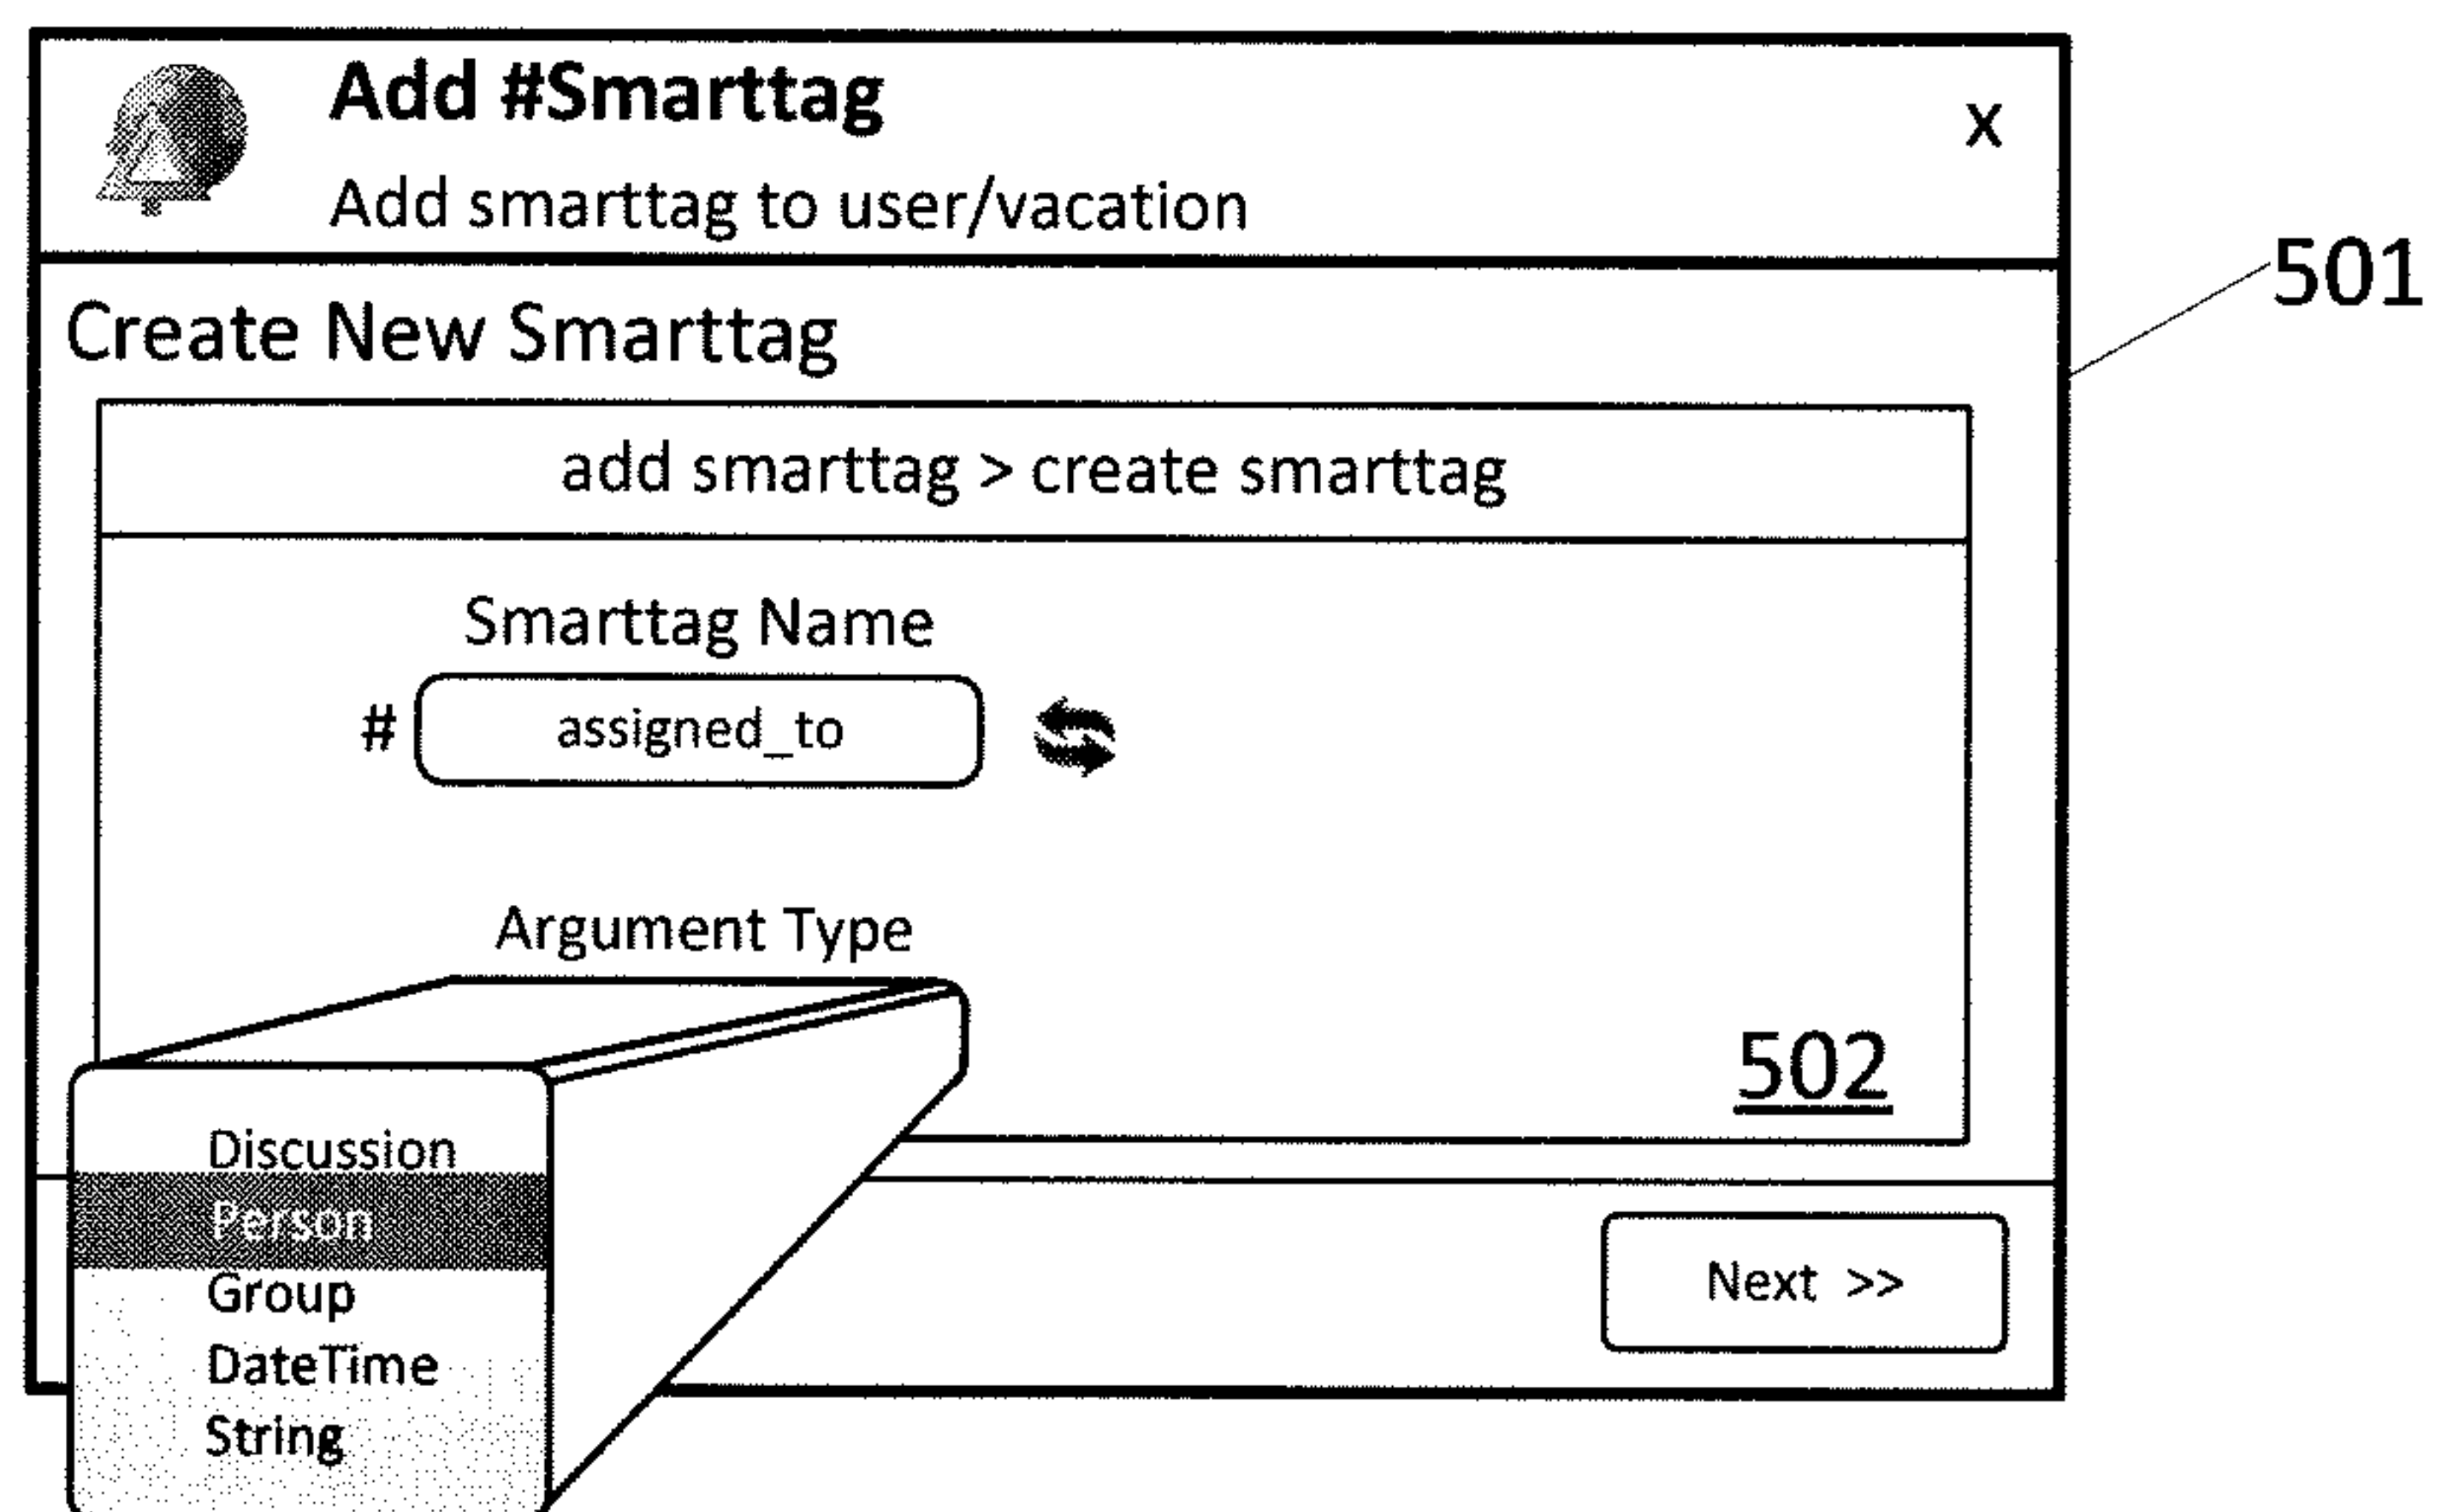 Add #Smarttag
X
Add smarttag to user/vacation
501
Create New Smarttag
add smarttag > create smarttag
Smarttag Name
# assigned_to
Argument Type
502
Discussion
Person
Group
DateTime
String
Next >>